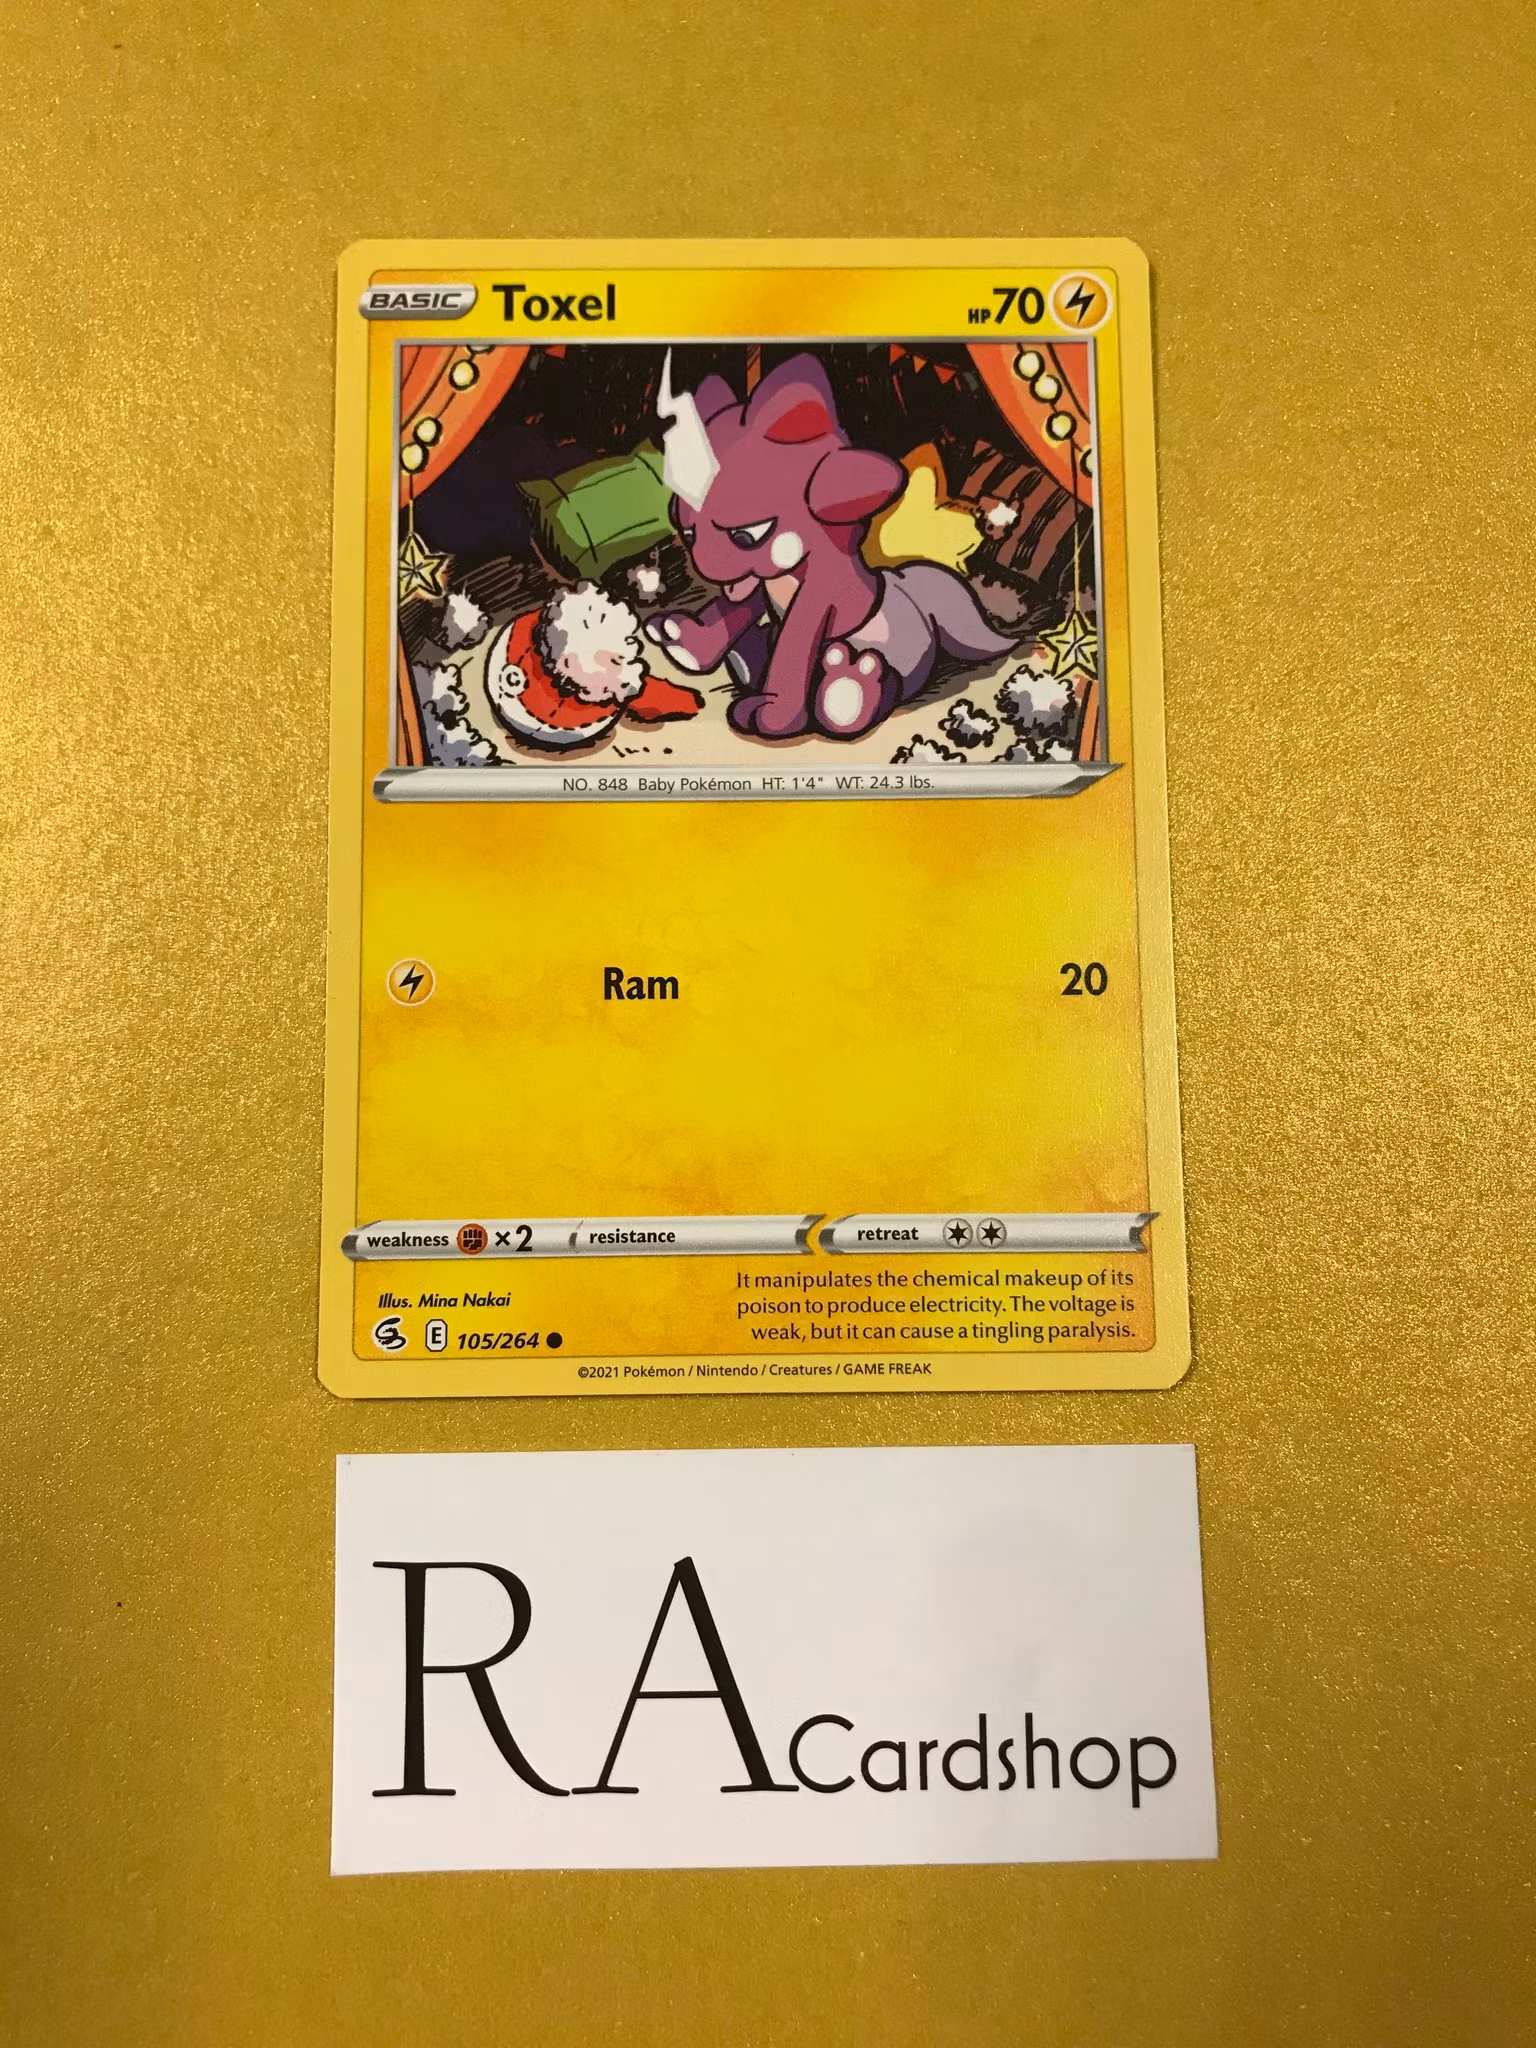 BASIC Toxel HP70
NO. 848 Baby Pokémon HT: 1'4" WT: 24.3 lbs.
Ram 20
weakness ×2 resistance retreat
It manipulates the chemical makeup of its
poison to produce electricity. The voltage is
weak, but it can cause a tingling paralysis.
Illus. Mina Nakai
E 105/264
©2021 Pokémon / Nintendo / Creatures / GAME FREAK
RA Cardshop